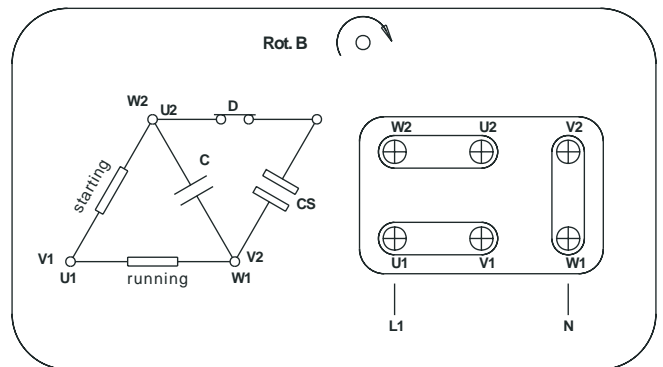 Rot. B
W2 U2 D
C
starting
CS
V1 V2
U1 running W1
W2 U2 V2
U1 V1 W1
L1 N